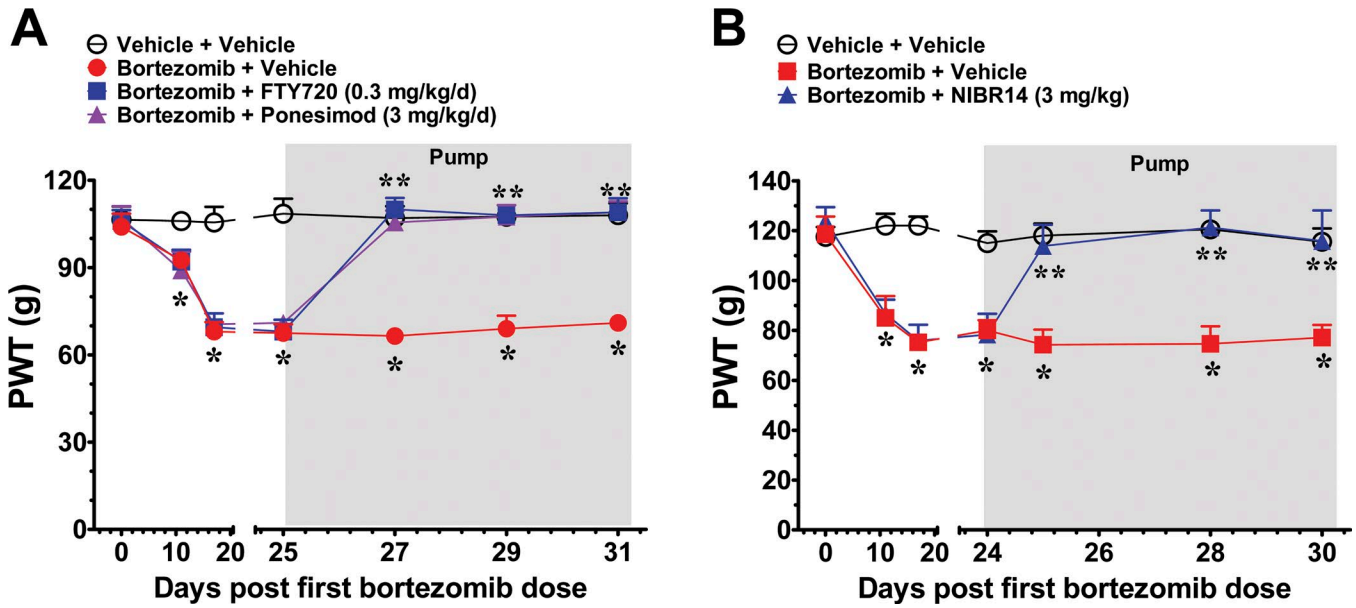 A
Vehicle + Vehicle
Bortezomib + Vehicle
Bortezomib + FTY720 (0.3 mg/kg/d)
Bortezomib + Ponesimod (3 mg/kg/d)
Pump
PWT (g)
120
90
60
30
0
** ** **
* * * * * *
0 10 20 25 27 29 31
Days post first bortezomib dose
B
Vehicle + Vehicle
Bortezomib + Vehicle
Bortezomib + NIBR14 (3 mg/kg)
Pump
PWT (g)
140
120
100
80
60
40
20
0
** ** **
* * * * * *
0 10 20 24 26 28 30
Days post first bortezomib dose